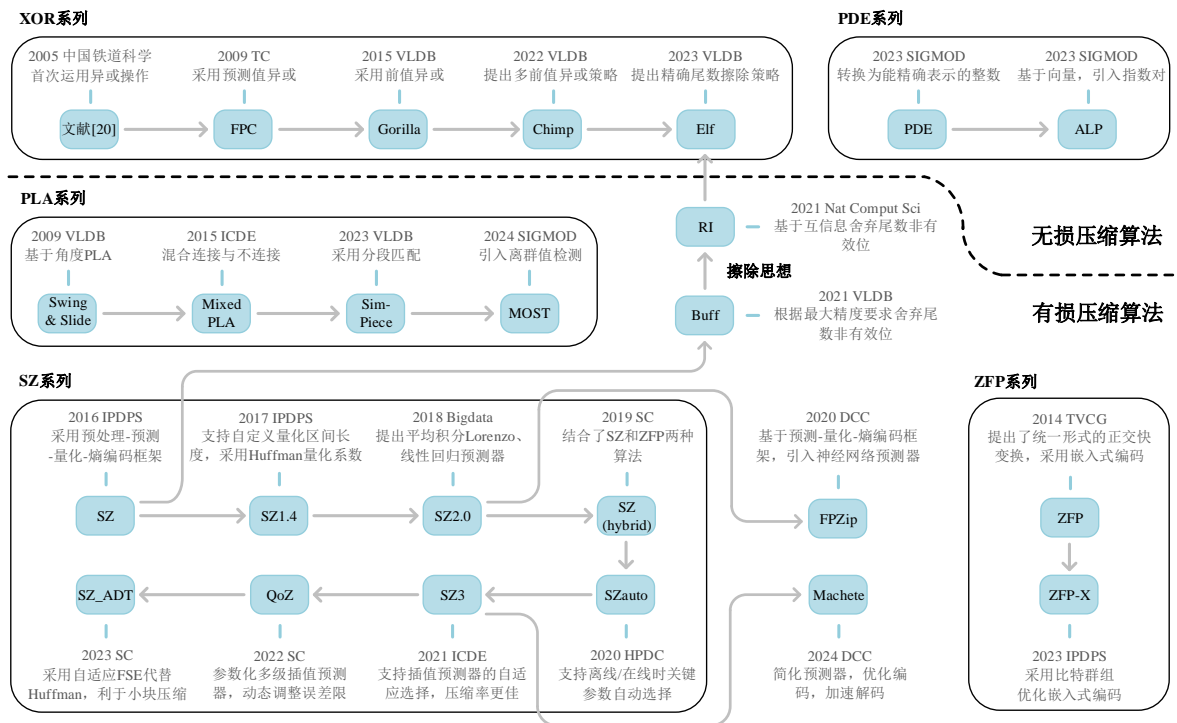 XOR系列
2005 中国铁道科学
首次运用异或操作
文献[20]
2009 TC
采用预测值异或
FPC
2015 VLDB
采用前值异或
Gorilla
2022 VLDB
提出多前值异或策略
Chimp
2023 VLDB
提出精确尾数擦除策略
Elf
PDE系列
2023 SIGMOD
转换为能精确表示的整数
PDE
2023 SIGMOD
基于向量，引入指数对
ALP
PLA系列
2009 VLDB
基于角度PLA
Swing
& Slide
2015 ICDE
混合连接与不连接
Mixed
PLA
2023 VLDB
采用分段匹配
Sim-
Piece
2024 SIGMOD
引入离群值检测
MOST
RI
2021 Nat Comput Sci
基于互信息舍弃尾数非有
效位
擦除思想
Buff
2021 VLDB
根据最大精度要求舍弃尾
数非有效位
无损压缩算法
有损压缩算法
SZ系列
2016 IPDPS
采用预处理-预测
-量化-熵编码框架
SZ
2017 IPDPS
支持自定义量化区间长
度，采用Huffman量化系数
SZ1.4
2018 Bigdata
提出平均积分Lorenzo、
线性回归预测器
SZ2.0
2019 SC
结合了SZ和ZFP两种
算法
SZ
(hybrid)
2020 DCC
基于预测-量化-熵编码框
架，引入神经网络预测器
FPZip
SZ_ADT
2023 SC
采用自适应FSE代替
Huffman，利于小块压缩
QoZ
2022 SC
参数化多级插值预测
器，动态调整误差限
SZ3
2021 ICDE
支持插值预测器的自适
应选择，压缩率更佳
SZauto
2020 HPDC
支持离线/在线时关键
参数自动选择
Machete
2024 DCC
简化预测器，优化编
码，加速解码
ZFP系列
2014 TVCG
提出了统一形式的正交快
变换，采用嵌入式编码
ZFP
ZFP-X
2023 IPDPS
采用比特群组
优化嵌入式编码